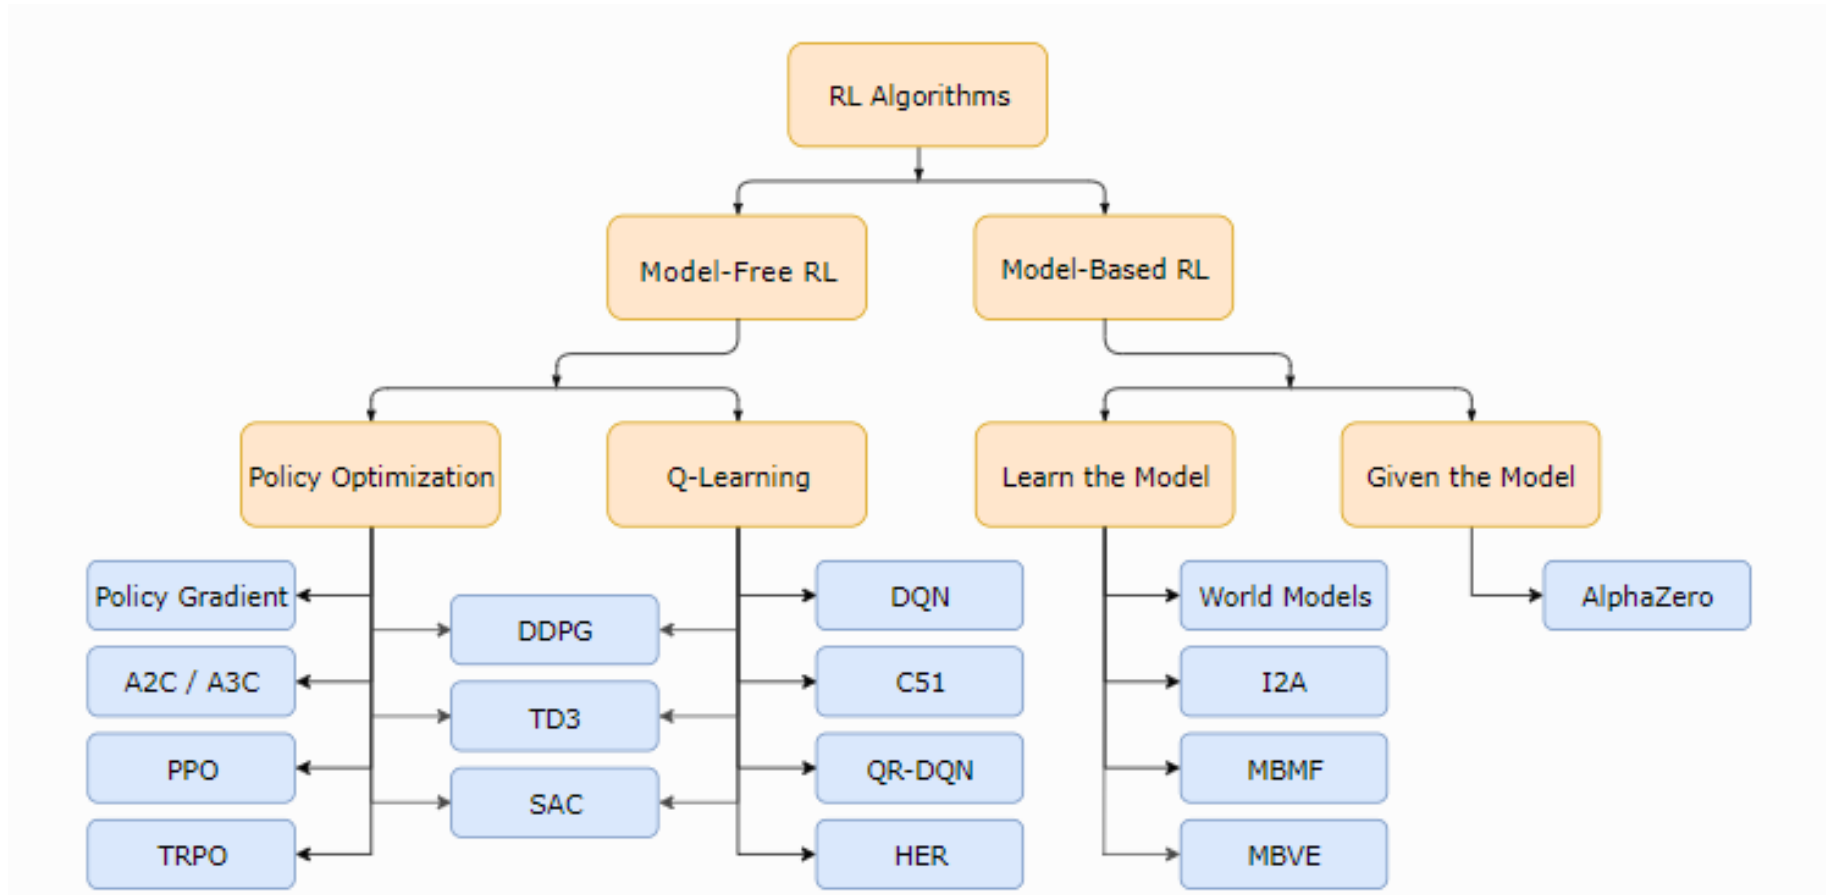 RL Algorithms
Model-Free RL
Model-Based RL
Policy Optimization
Q-Learning
Learn the Model
Given the Model
Policy Gradient
DDPG
DQN
World Models
AlphaZero
A2C / A3C
TD3
C51
I2A
PPO
SAC
QR-DQN
MBMF
TRPO
HER
MBVE